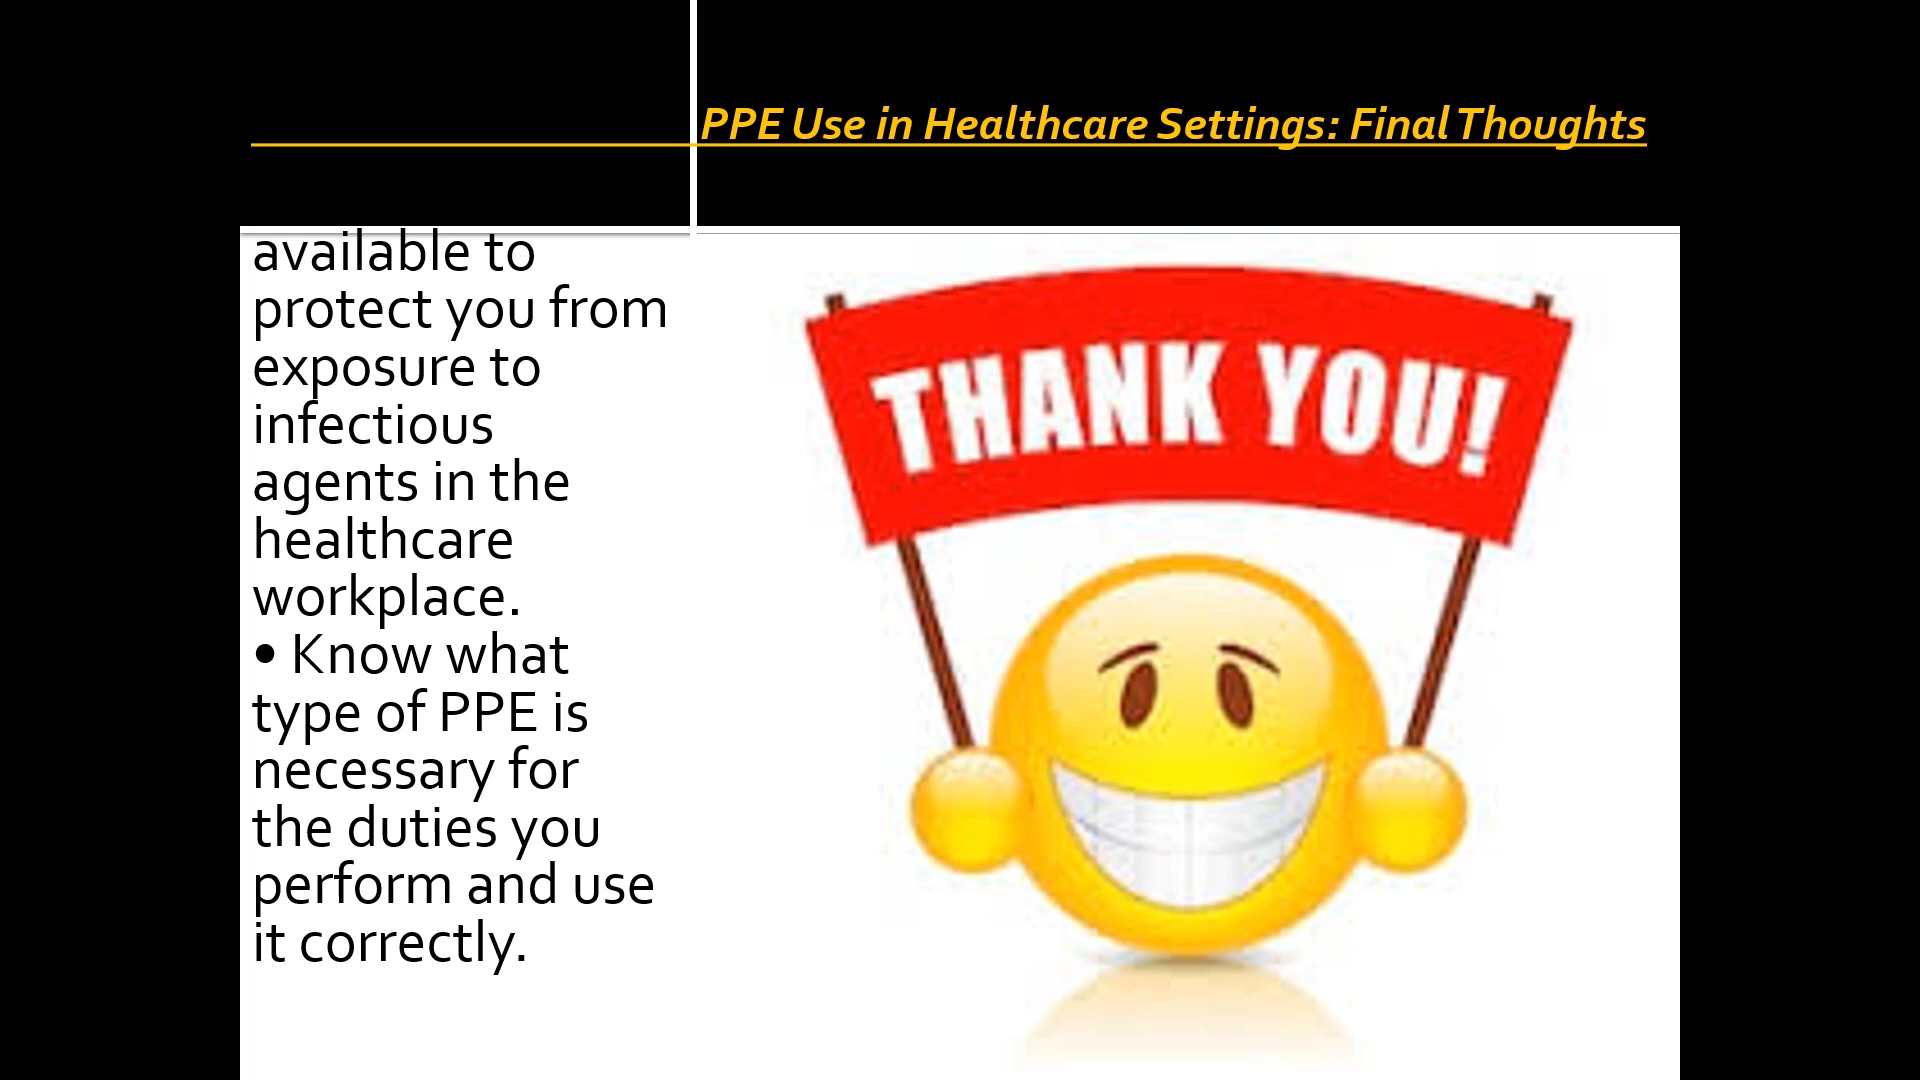 PPE Use in Healthcare Settings: Final Thoughts
available to
protect you from
exposure to
infectious
agents in the
healthcare
workplace.
• Know what
type of PPE is
necessary for
the duties you
perform and use
it correctly.
THANK YOU!